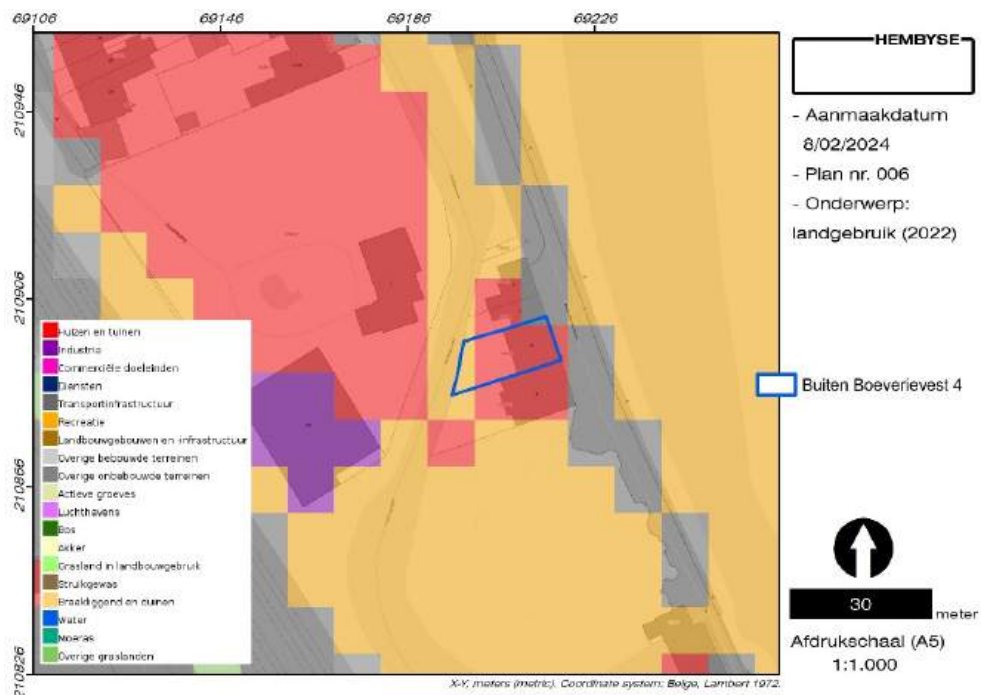 69106
69146
69186
69226
210946
210906
210866
210826
HEMBYSE
- Aanmaakdatum
8/02/2024
- Plan nr. 006
- Onderwerp:
landgebruik (2022)
Huizen en tuinen
Industrie
Commerciële doeleinden
Diensten
Transportinfrastructuur
Recreatie
Landbouwgebouwen en -infrastructuur
Overige bebouwde terreinen
Overige onbebouwde terreinen
Actieve groeves
Luchthavens
Bos
Akker
Grasland in landbouwgebruik
Struikgewas
Braakliggend en duinen
Water
Moeras
Overige graslanden
Buiten Boeverievest 4
30
meter
Afdrukschaal (A5)
1:1.000
X-Y, meters (metric). Coordinate system: Belge, Lambert 1972.